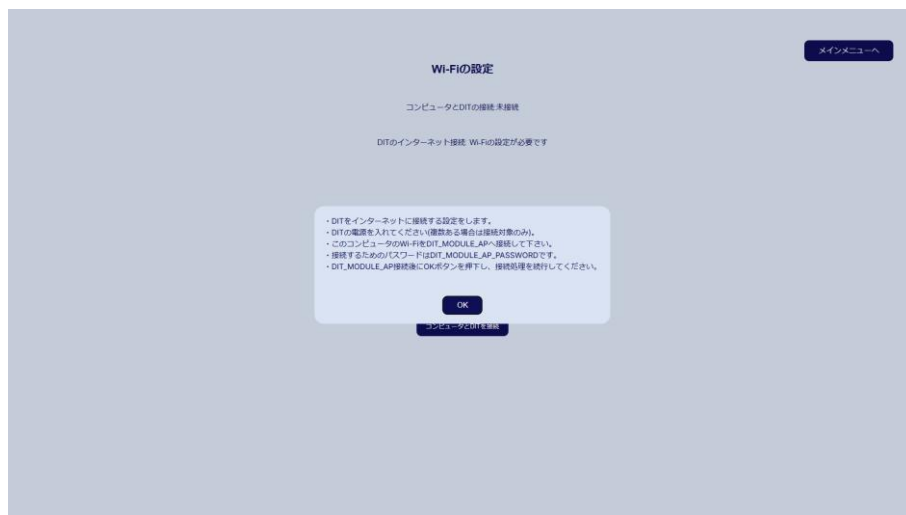 メインメニューへ
Wi-Fiの設定
コンピュータとDITの接続:未接続
DITのインターネット接続: Wi-Fiの設定が必要です
・DITをインターネットに接続する設定をします。
・DITの電源を入れてください(複数ある場合は接続対象のみ)。
・このコンピュータのWi-FiをDIT_MODULE_APへ接続して下さい。
・接続するためのパスワードはDIT_MODULE_AP_PASSWORDです。
・DIT_MODULE_AP接続後にOKボタンを押下し、接続処理を続行してください。
OK
コンピュータとDITを接続